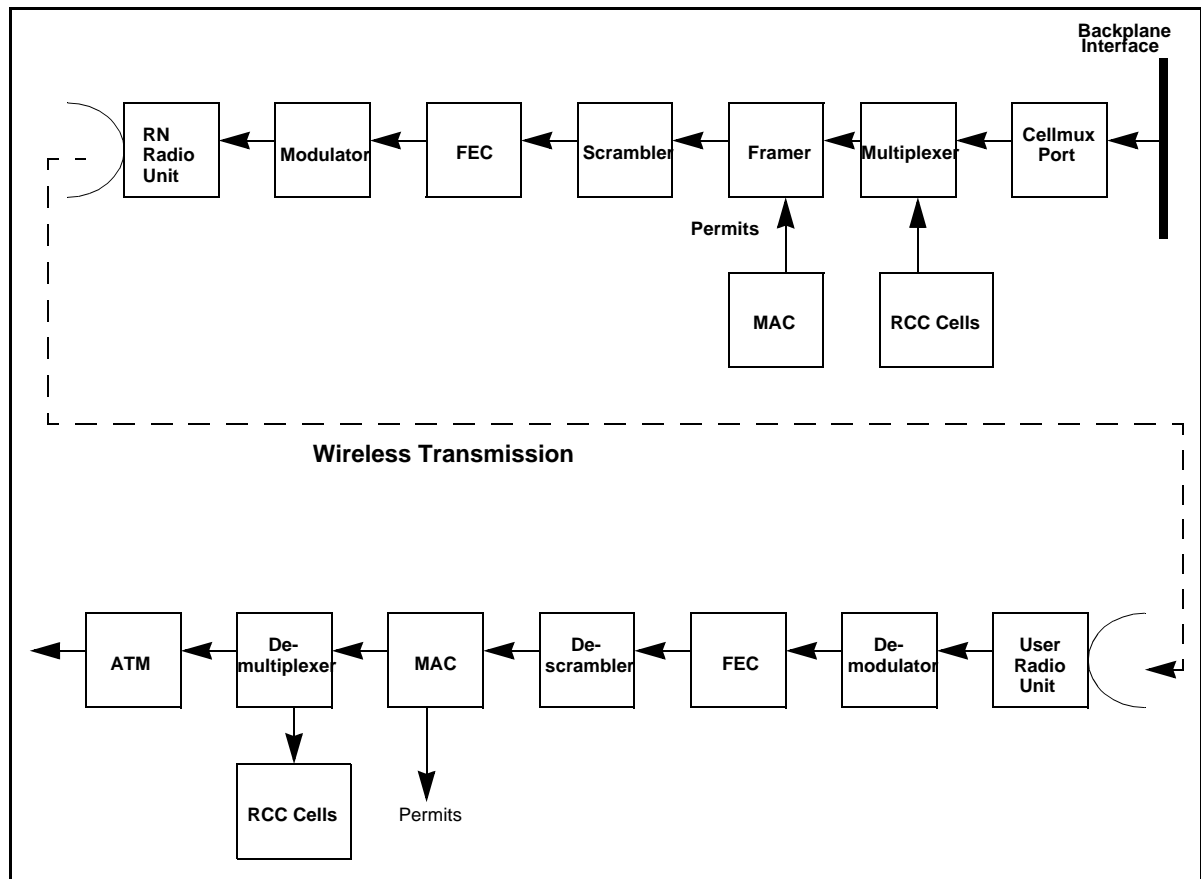 Backplane
Interface
RN
Radio
Unit
Modulator
FEC
Scrambler
Framer
Multiplexer
Cellmux
Port
Permits
MAC
RCC Cells
Wireless Transmission
ATM
De-
multiplexer
MAC
De-
scrambler
FEC
De-
modulator
User
Radio
Unit
RCC Cells
Permits